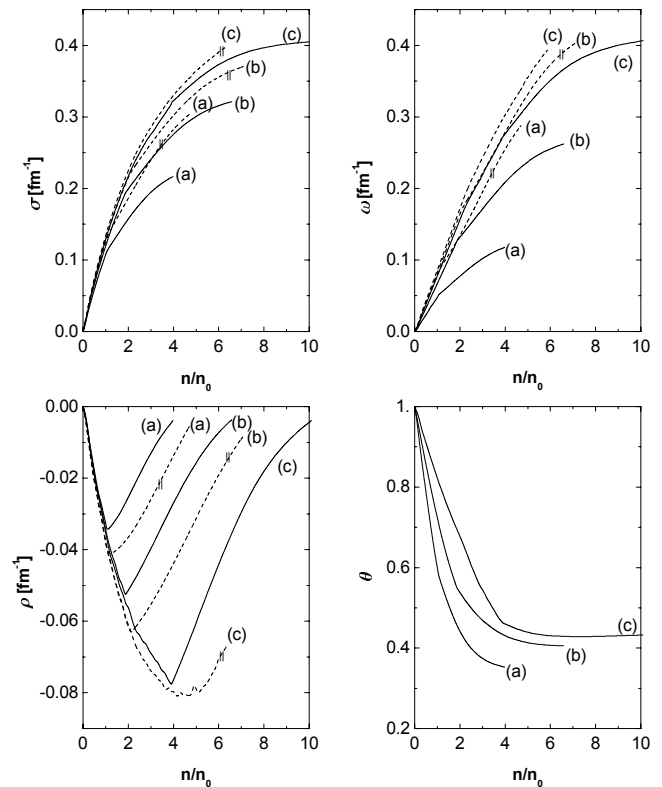 (c)
(c)
(b)
(a)
(b)
(a)
0.4
0.3
0.2
0.1
0.0
σ [fm⁻¹]
0 2 4 6 8 10
n/n₀
(c)
(b)
(c)
(a)
(b)
(a)
0.4
0.3
0.2
0.1
0.0
ω [fm⁻¹]
0 2 4 6 8 10
n/n₀
0.00
-0.02
-0.04
-0.06
-0.08
ρ [fm⁻¹]
(a)
(a)
(b)
(b)
(c)
(c)
0 2 4 6 8 10
n/n₀
1.
0.8
0.6
0.4
0.2
θ
(c)
(b)
(a)
0 2 4 6 8 10
n/n₀